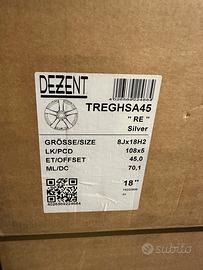 DEZENT
TREGHSA45
" RE "
Silver
GRÖSSE/SIZE 8Jx18H2
LK/PCD 108x5
ET/OFFSET 45,0
ML/DC 70,1
18"
subito